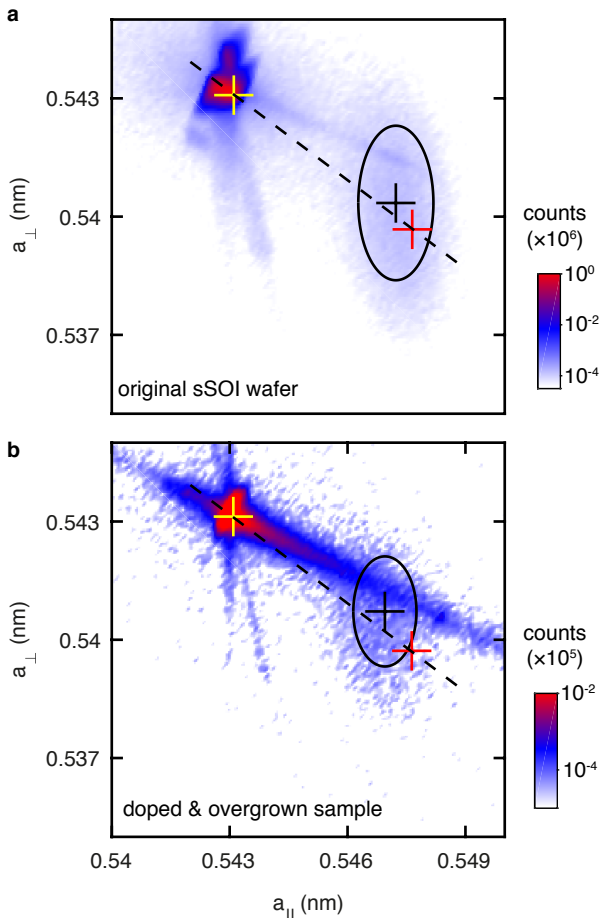 a
0.543
0.54
0.537
a⊥ (nm)
original sSOI wafer
counts
(×10⁶)
10⁰
10⁻²
10⁻⁴
b
0.543
0.54
0.537
a⊥ (nm)
doped & overgrown sample
counts
(×10⁵)
10⁻²
10⁻⁴
0.54 0.543 0.546 0.549
a|| (nm)